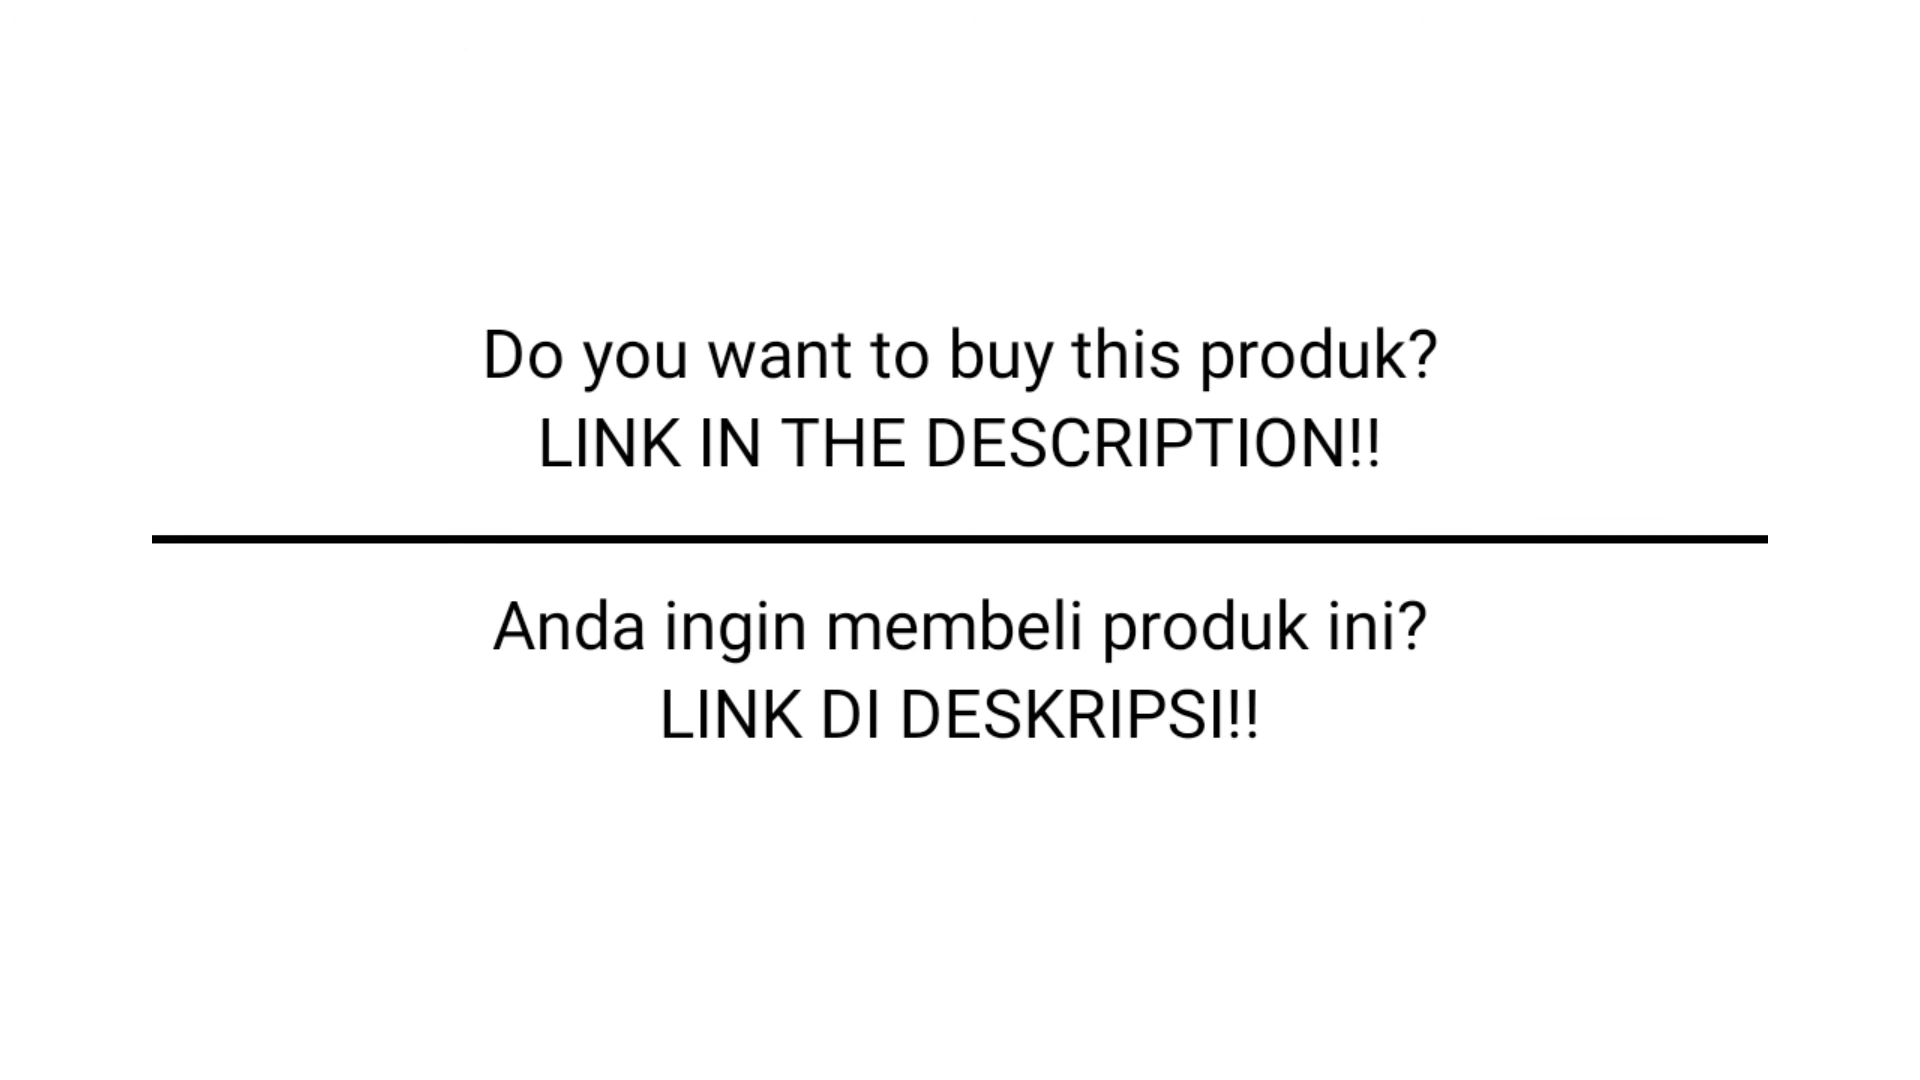 Do you want to buy this produk?
LINK IN THE DESCRIPTION!!
Anda ingin membeli produk ini?
LINK DI DESKRIPSI!!